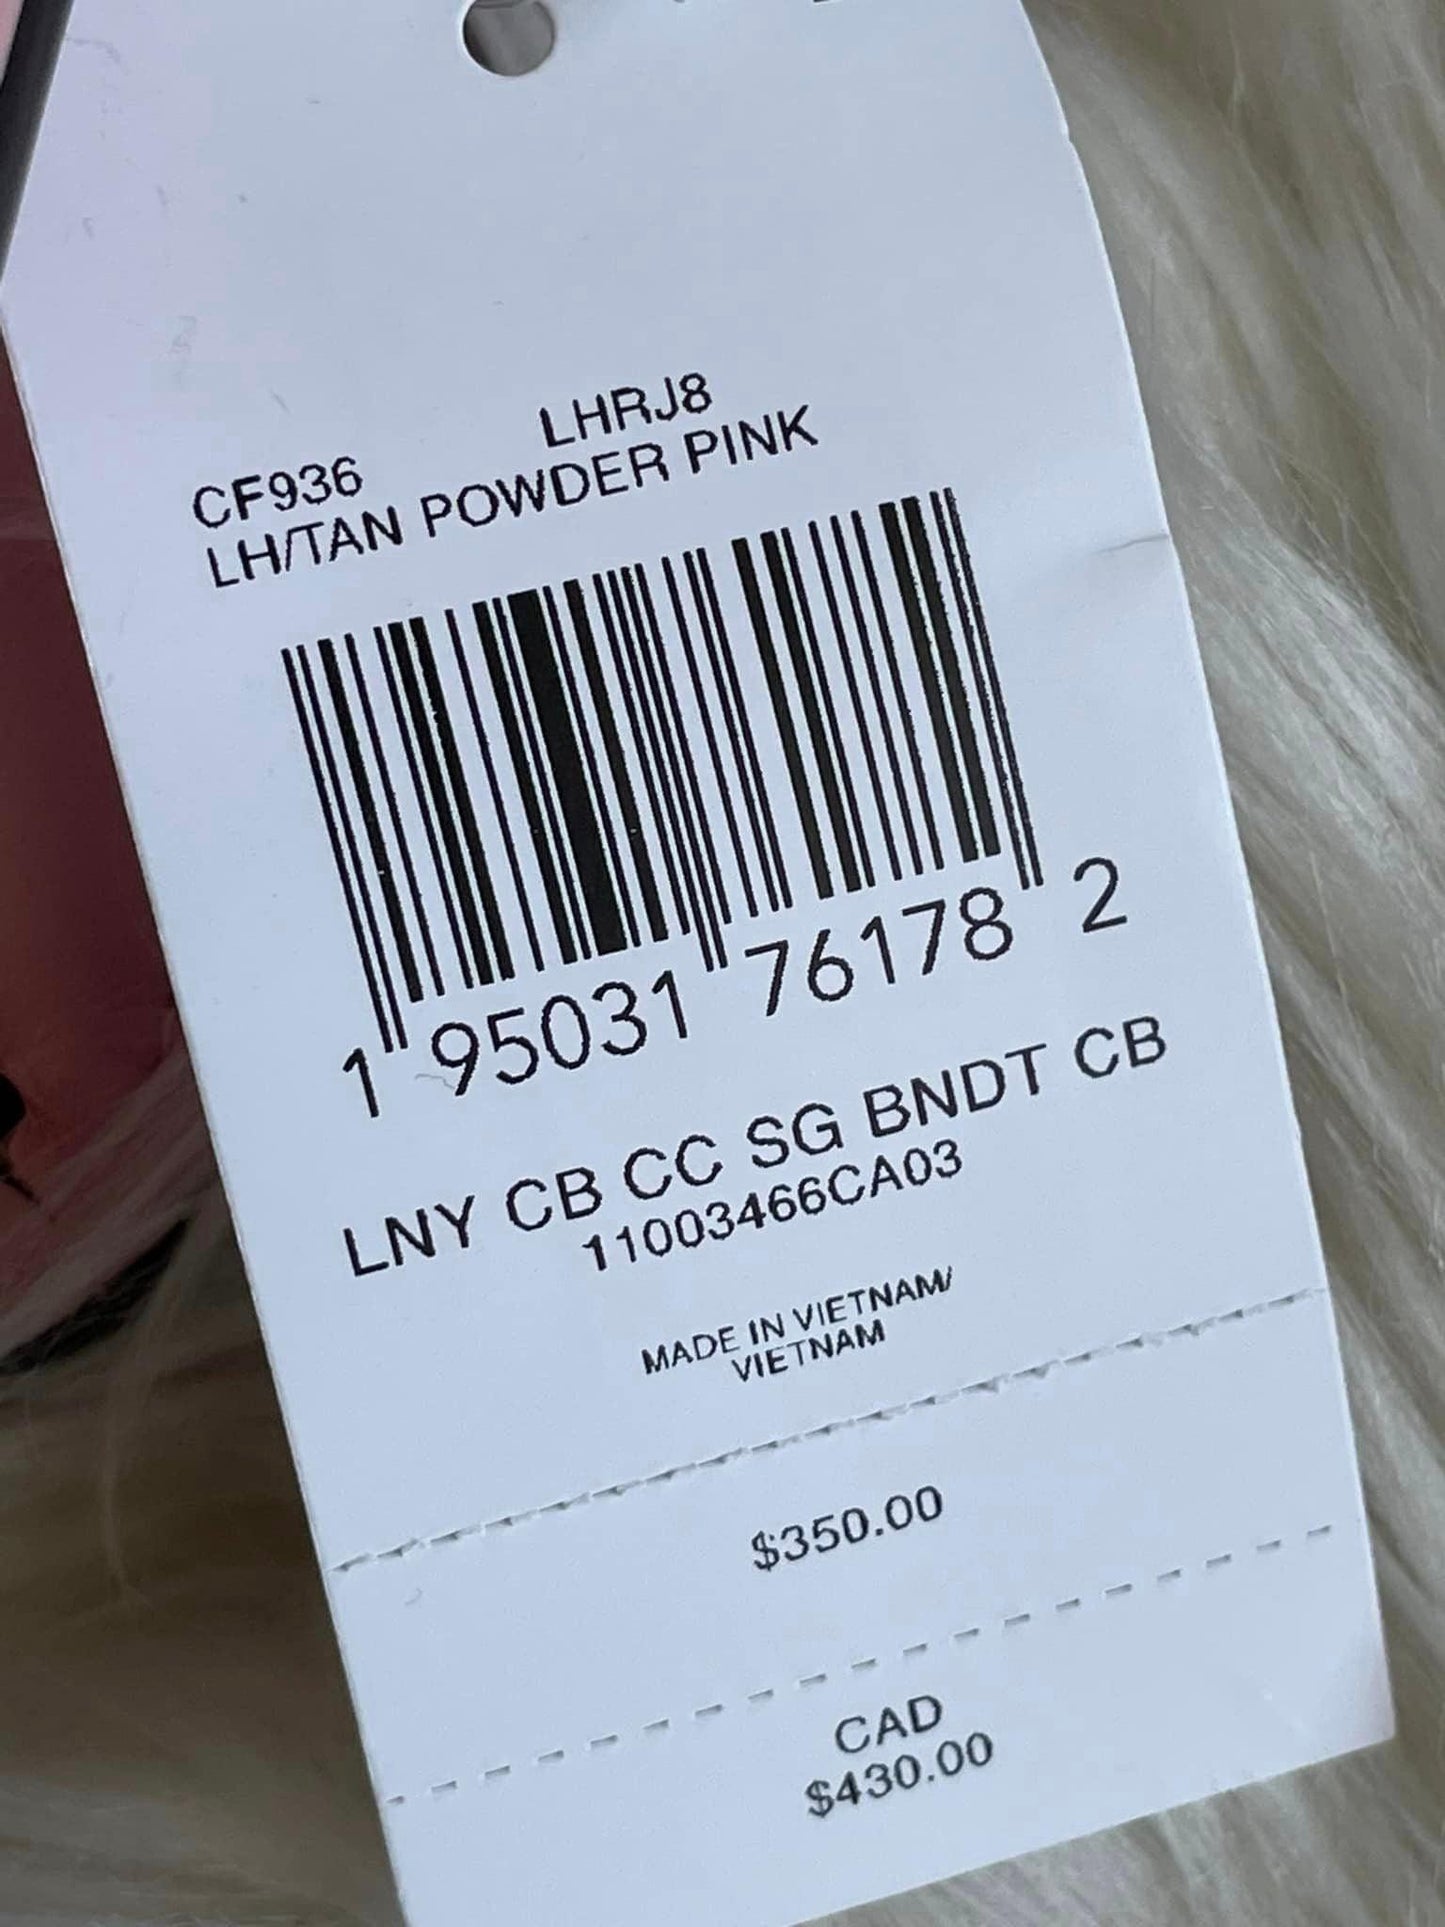 CF936 LHRJ8
LH/TAN POWDER PINK
1 95031 76178 2
LNY CB CC SG BNDT CB
11003466CA03
MADE IN VIETNAM/
VIETNAM
$350.00
CAD
$430.00